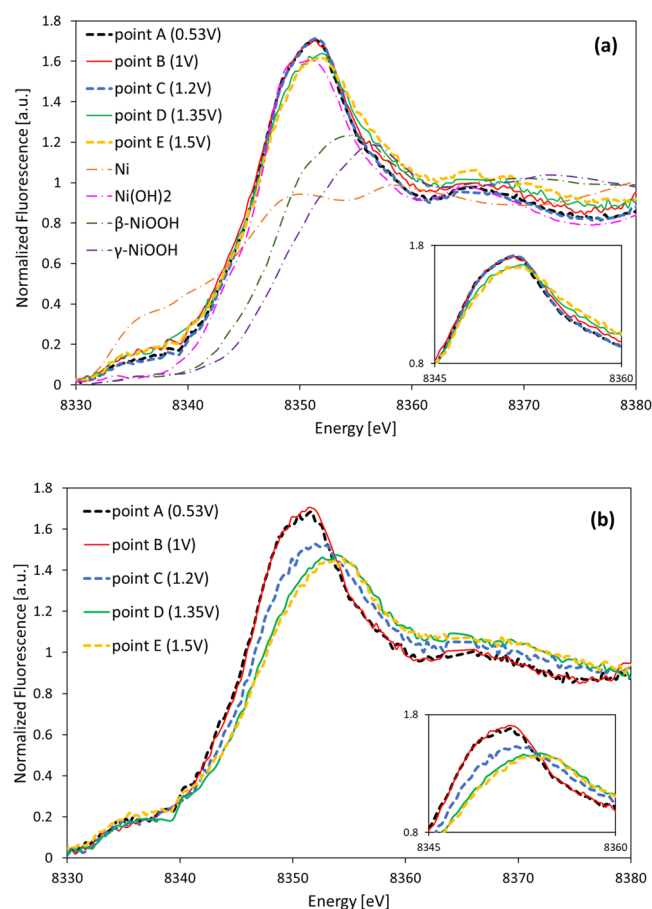 1.8
1.6
1.4
1.2
1
0.8
0.6
0.4
0.2
0
Normalized Fluorescence [a.u.]
point A (0.53V)
point B (1V)
point C (1.2V)
point D (1.35V)
point E (1.5V)
Ni
Ni(OH)2
β-NiOOH
γ-NiOOH
(a)
1.8
0.8
8345
8360
8330
8340
8350
8360
8370
8380
Energy [eV]
1.8
1.6
1.4
1.2
1
0.8
0.6
0.4
0.2
0
Normalized Fluorescence [a.u.]
point A (0.53V)
point B (1V)
point C (1.2V)
point D (1.35V)
point E (1.5V)
(b)
1.8
0.8
8345
8360
8330
8340
8350
8360
8370
8380
Energy [eV]